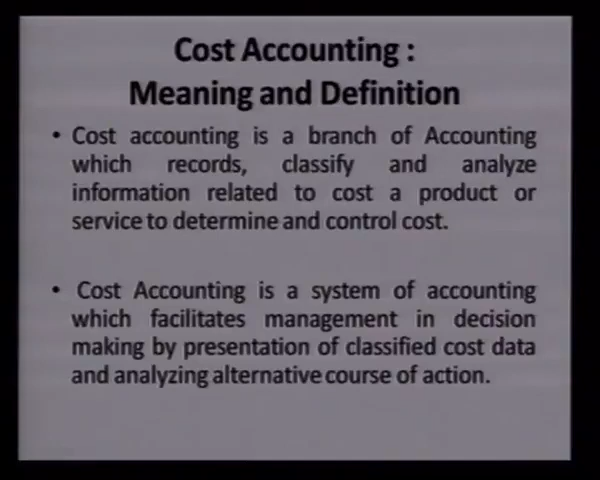 Cost Accounting :
Meaning and Definition
• Cost accounting is a branch of Accounting
which records, classify and analyze
information related to cost a product or
service to determine and control cost.
• Cost Accounting is a system of accounting
which facilitates management in decision
making by presentation of classified cost data
and analyzing alternative course of action.